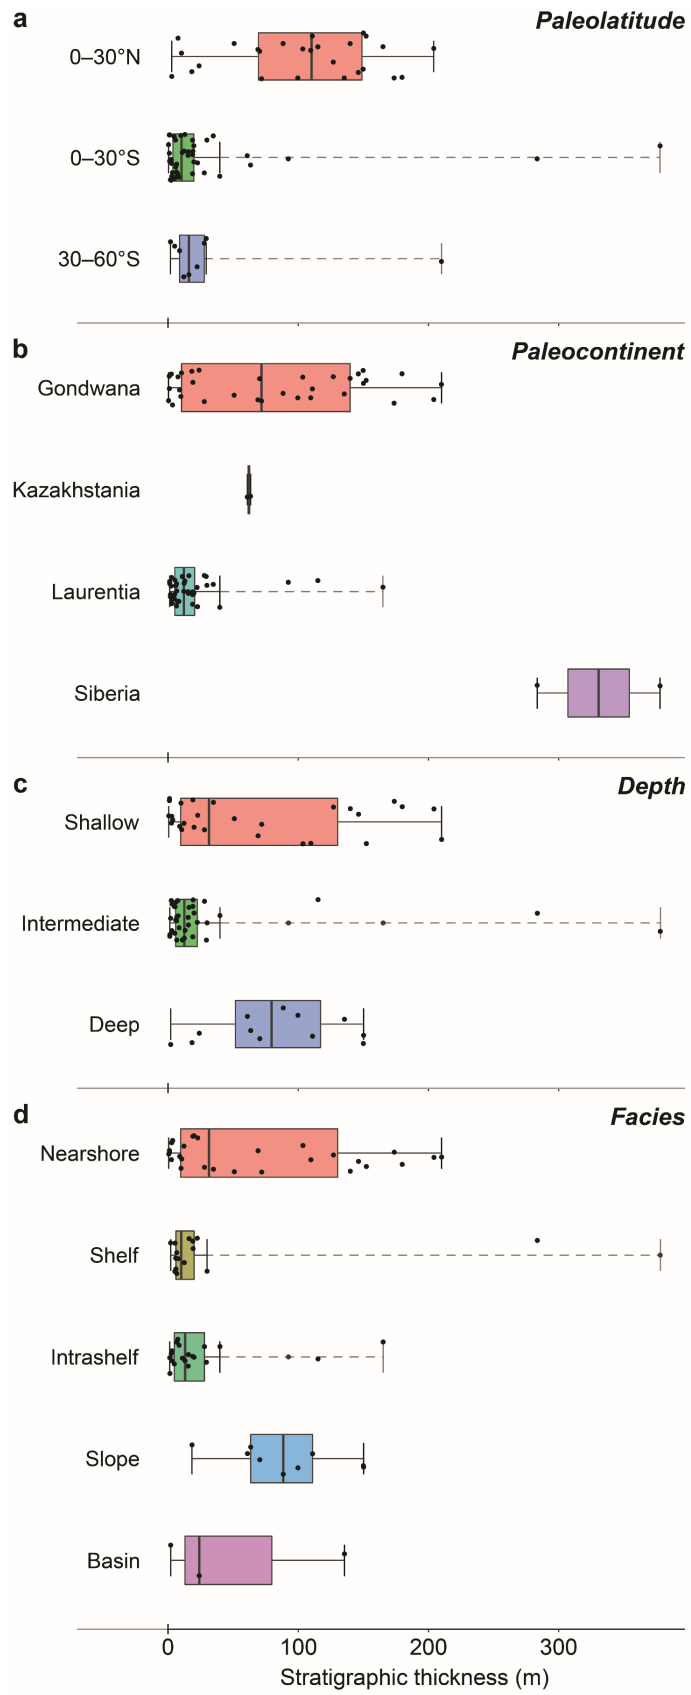 a
Paleolatitude
0–30°N
0–30°S
30–60°S
b
Paleocontinent
Gondwana
Kazakhstania
Laurentia
Siberia
c
Depth
Shallow
Intermediate
Deep
d
Facies
Nearshore
Shelf
Intrashelf
Slope
Basin
0 100 200 300
Stratigraphic thickness (m)